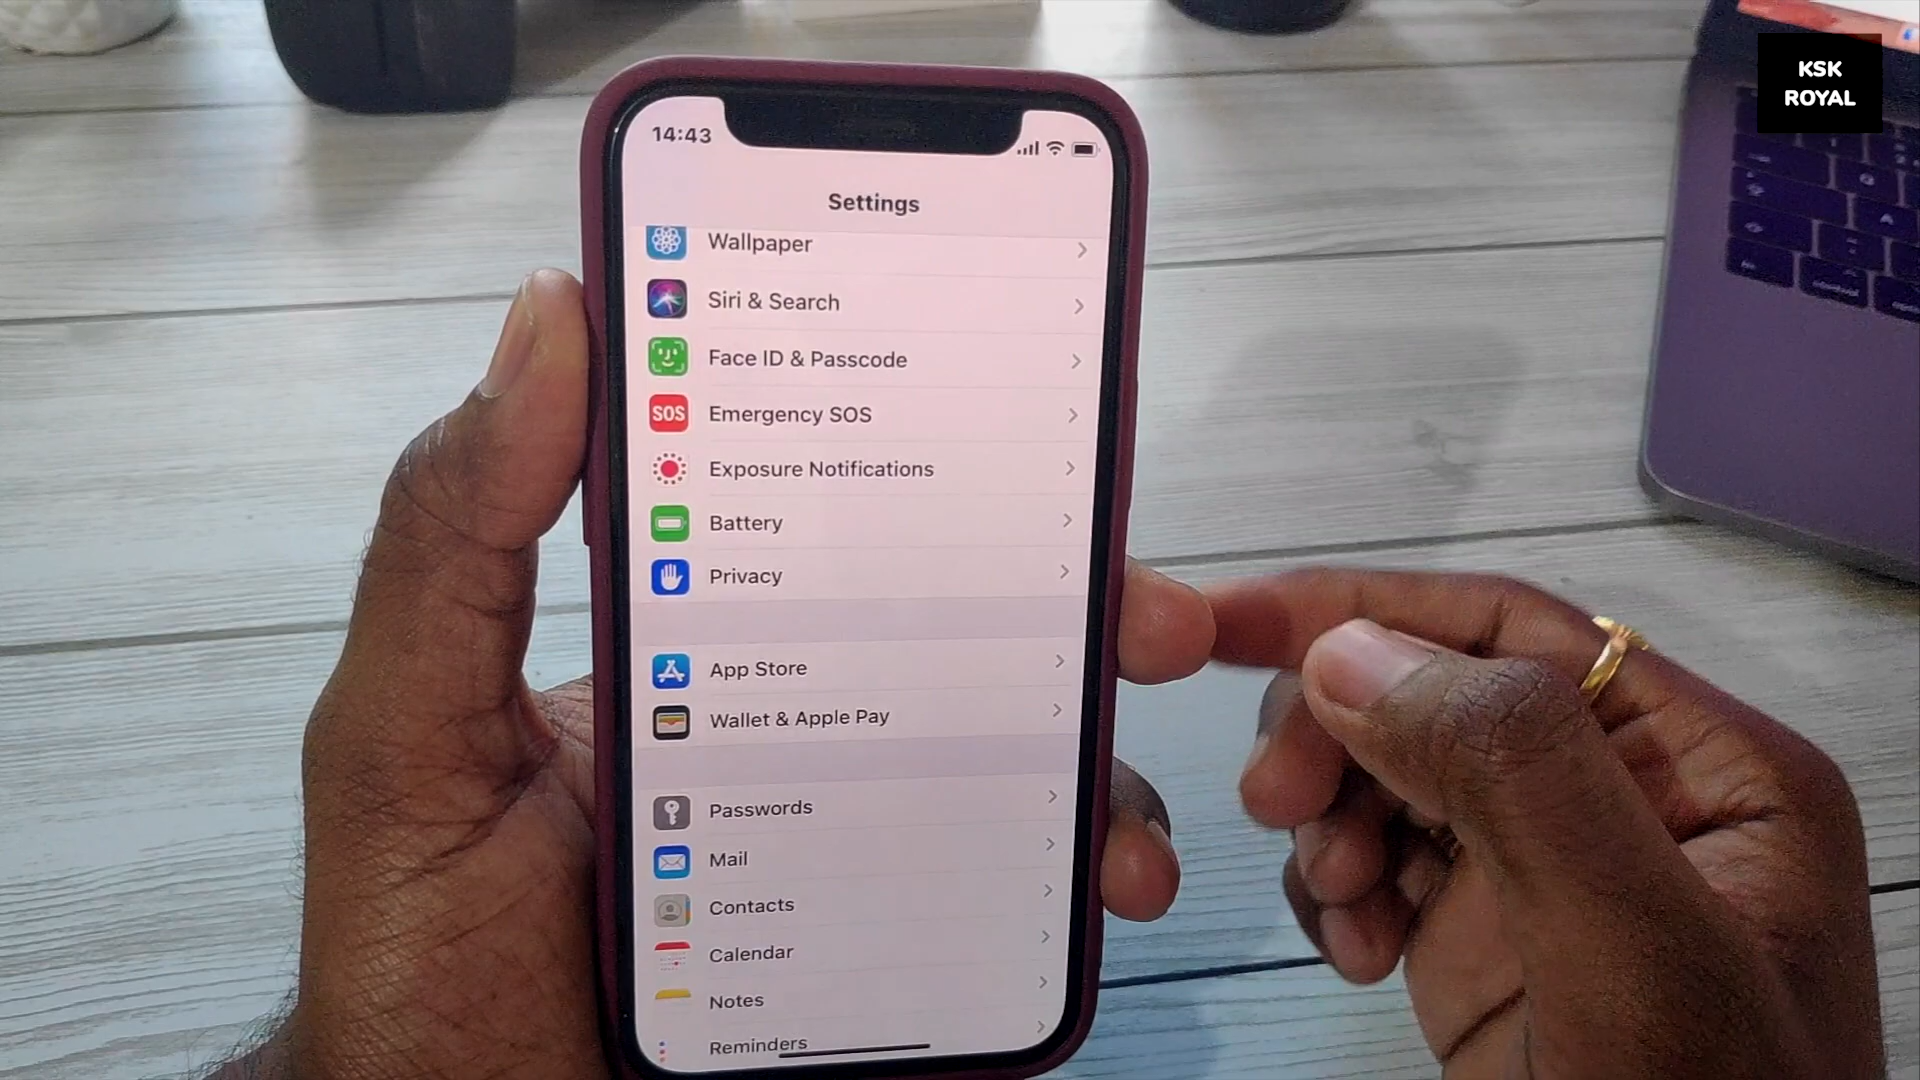 KSK
ROYAL
14:43
Settings
Wallpaper
Siri & Search
Face ID & Passcode
SOS
Emergency SOS
Exposure Notifications
Battery
Privacy
App Store
Wallet & Apple Pay
Passwords
Mail
Contacts
Calendar
Notes
Reminders